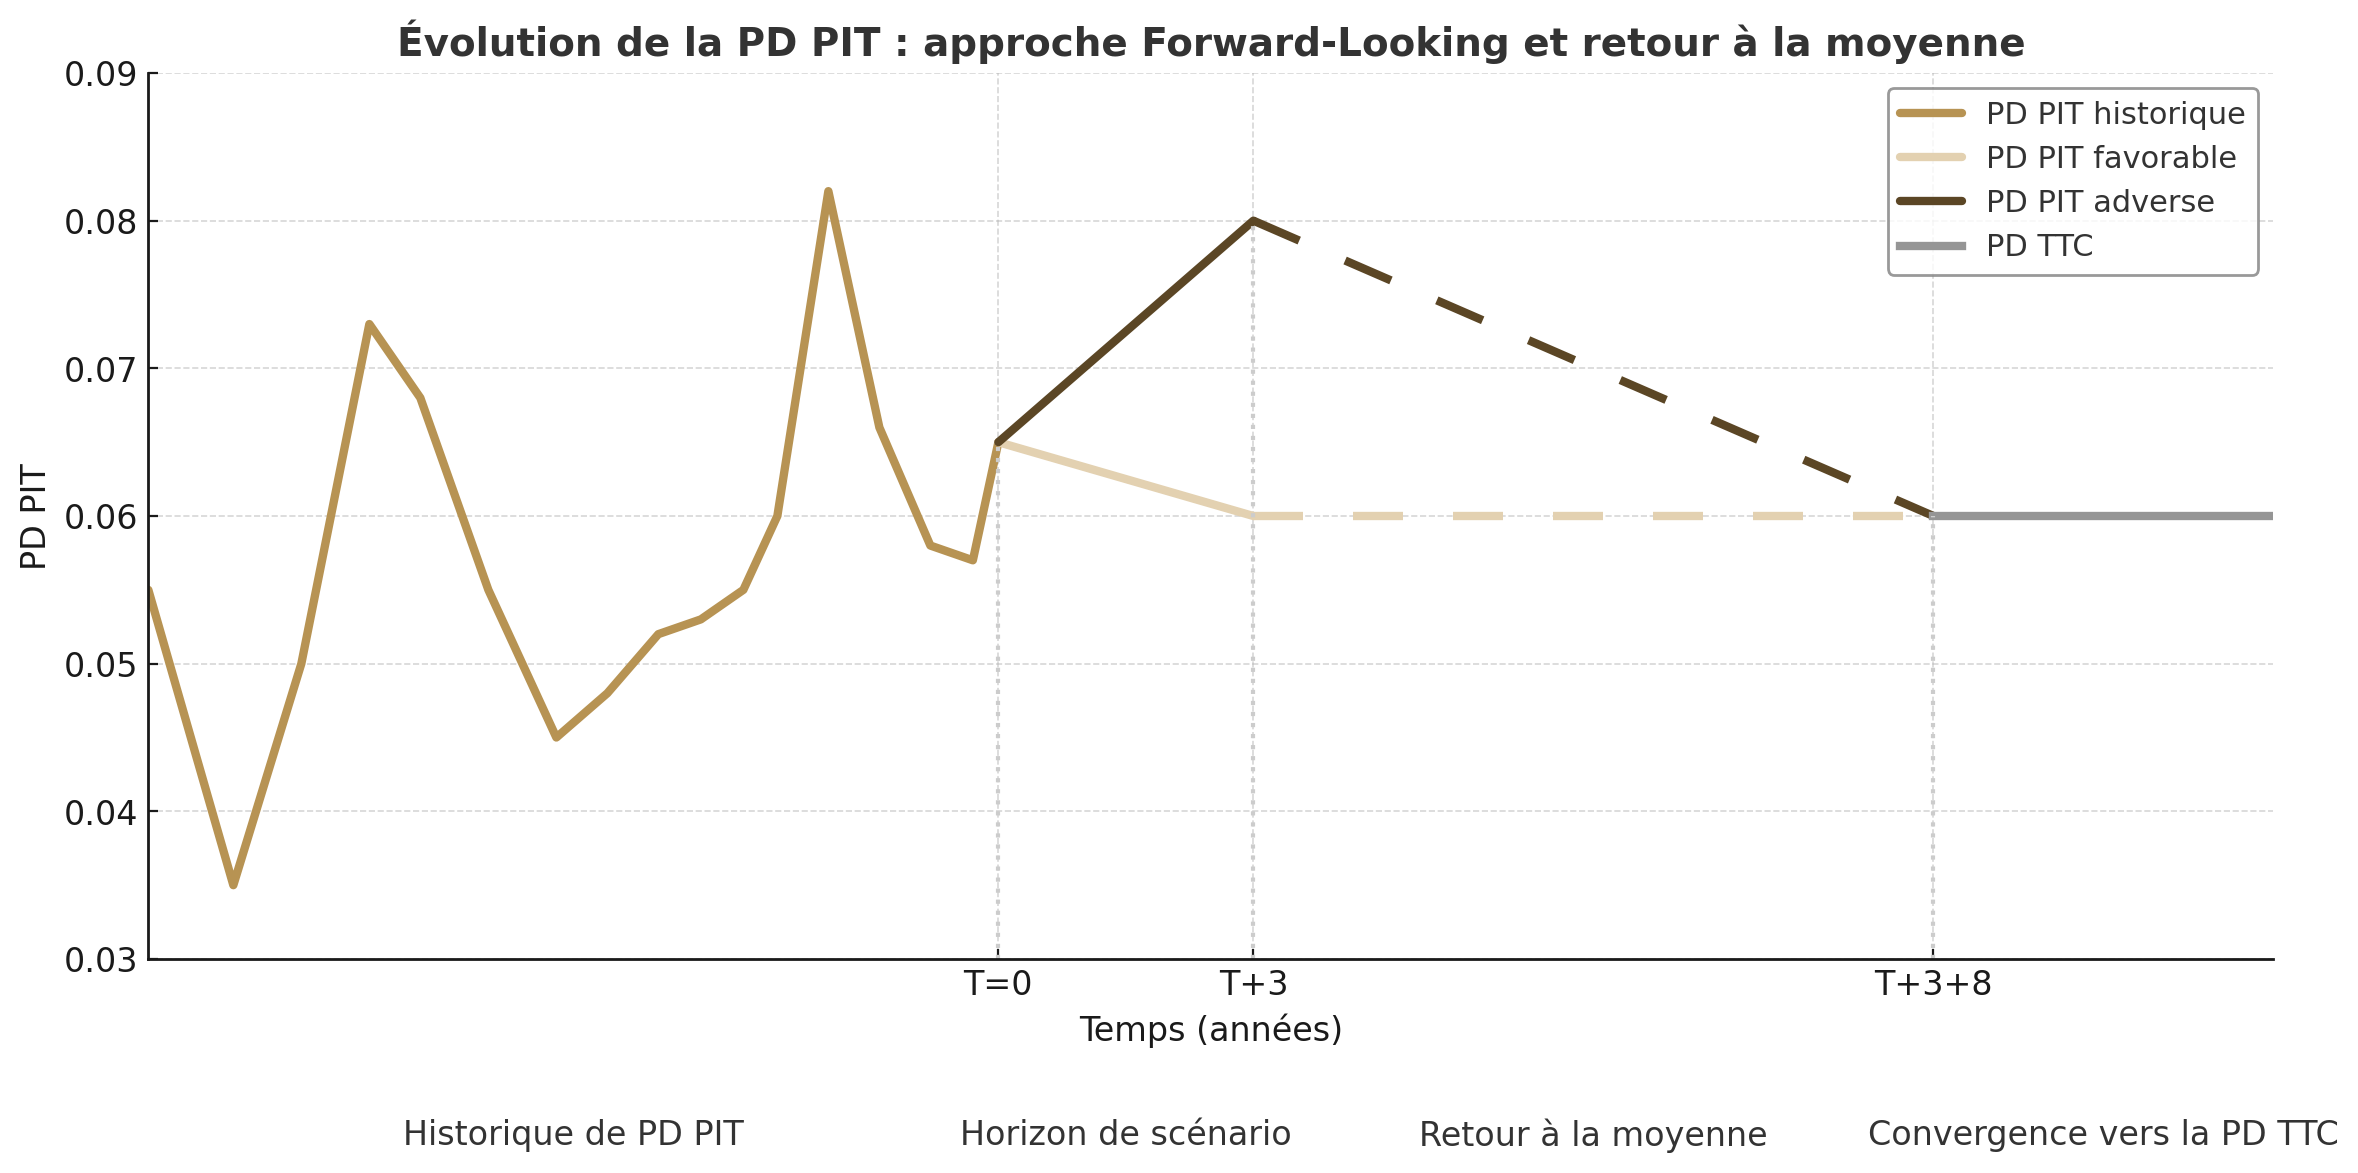 Évolution de la PD PIT : approche Forward-Looking et retour à la moyenne
PD PIT
0.09
0.08
0.07
0.06
0.05
0.04
0.03
PD PIT historique
PD PIT favorable
PD PIT adverse
PD TTC
T=0
T+3
T+3+8
Temps (années)
Historique de PD PIT
Horizon de scénario
Retour à la moyenne
Convergence vers la PD TTC